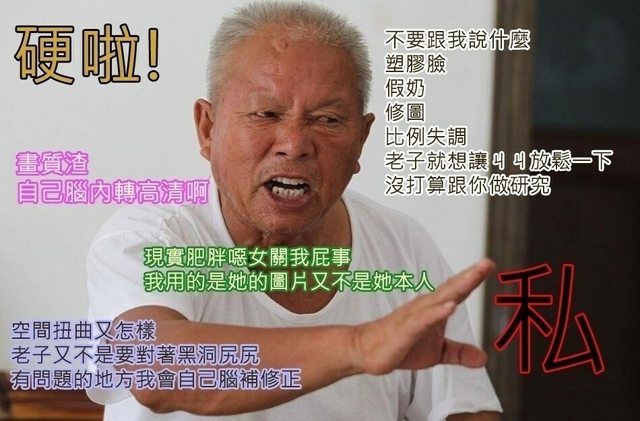 硬啦!
不要跟我說什麼
塑膠臉
假奶
修圖
比例失調
老子就想讓ㄐㄐ放鬆一下
沒打算跟你做研究
畫質渣
自己腦內轉高清啊
現實肥胖噁女關我屁事
我用的是她的圖片又不是她本人
私
空間扭曲又怎樣
老子又不是要對著黑洞尻尻
有問題的地方我會自己腦補修正